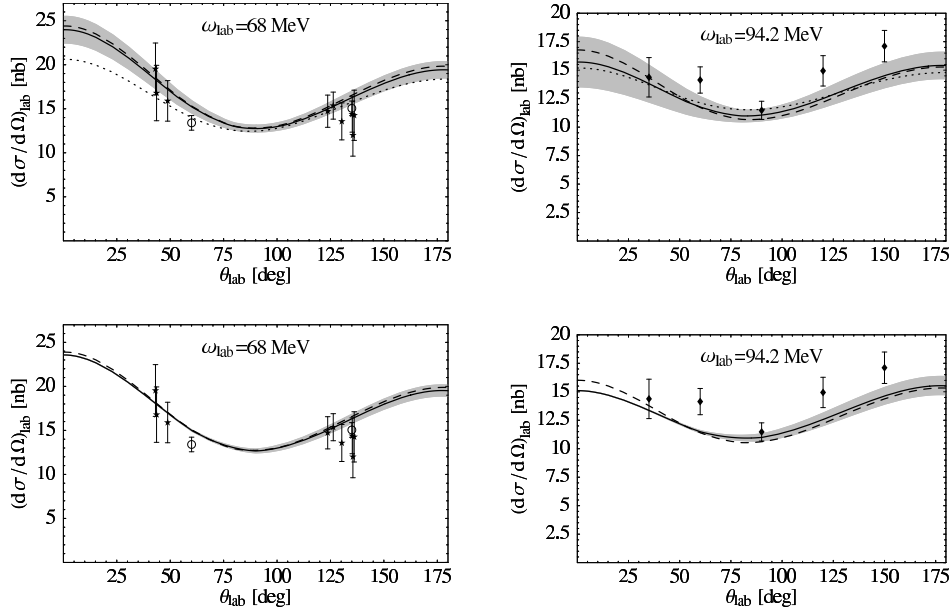 ω_lab=68 MeV
(dσ/dΩ)_lab [nb]
25
20
15
10
5
25 50 75 100 125 150 175
θ_lab [deg]
ω_lab=94.2 MeV
(dσ/dΩ)_lab [nb]
20
17.5
15
12.5
10
7.5
5
2.5
25 50 75 100 125 150 175
θ_lab [deg]
ω_lab=68 MeV
(dσ/dΩ)_lab [nb]
25
20
15
10
5
25 50 75 100 125 150 175
θ_lab [deg]
ω_lab=94.2 MeV
(dσ/dΩ)_lab [nb]
20
17.5
15
12.5
10
7.5
5
2.5
25 50 75 100 125 150 175
θ_lab [deg]